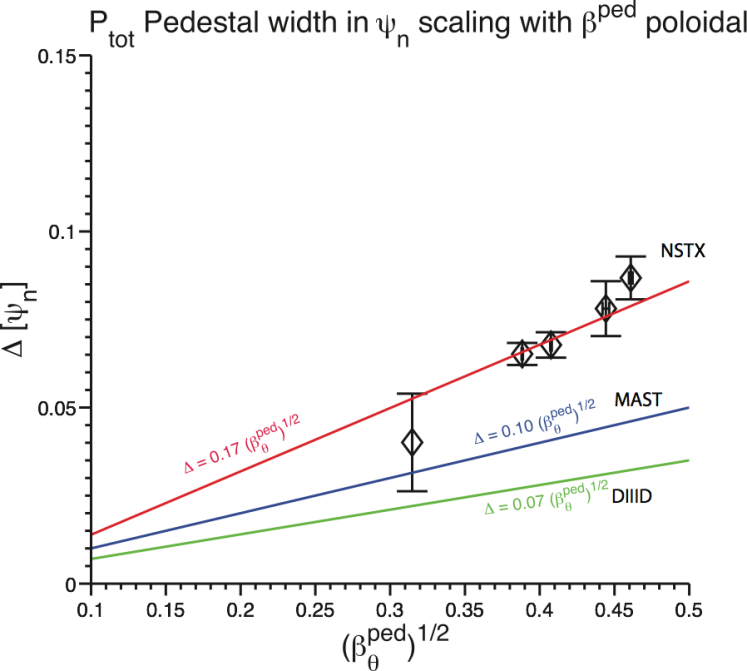 P_tot Pedestal width in ψ_n scaling with β^ped poloidal
0.15
0.1
0.05
0
Δ [ψ_n]
NSTX
MAST
DIIID
Δ = 0.17 (β_θ^ped)^1/2
Δ = 0.10 (β_θ^ped)^1/2
Δ = 0.07 (β_θ^ped)^1/2
0.1 0.15 0.2 0.25 0.3 0.35 0.4 0.45 0.5
(β_θ^ped)^1/2